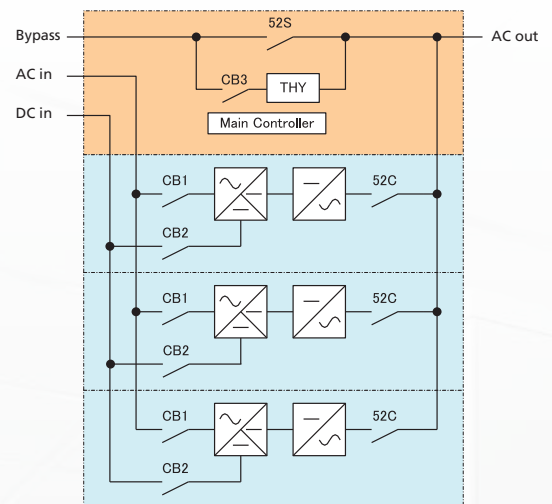 52S
Bypass
AC out
AC in
CB3
THY
DC in
Main Controller
CB1
52C
CB2
CB1
52C
CB2
CB1
52C
CB2